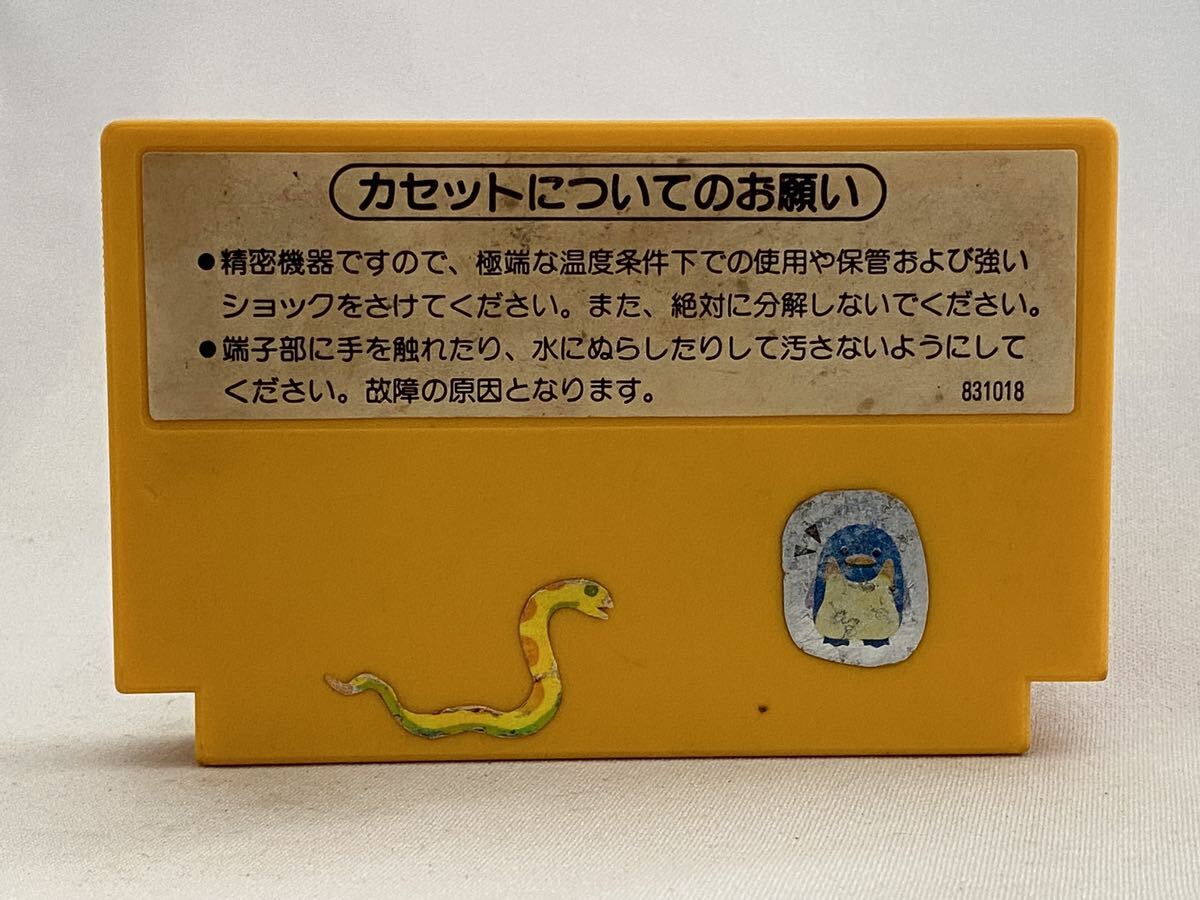 カセットについてのお願い
●精密機器ですので、極端な温度条件下での使用や保管および強い
ショックをさけてください。また、絶対に分解しないでください。
●端子部に手を触れたり、水にぬらしたりして汚さないようにして
ください。故障の原因となります。 831018